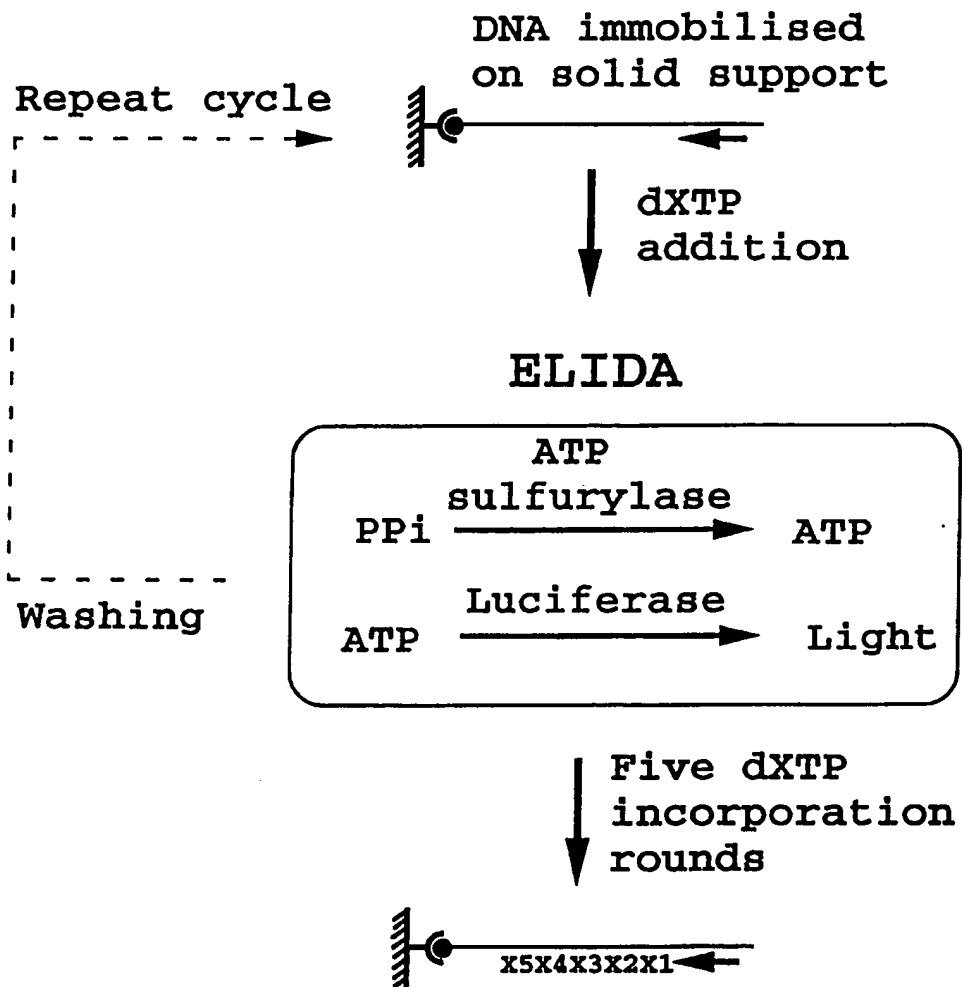 DNA immobilised
on solid support
Repeat cycle
dXTP
addition
ELIDA
ATP
sulfurylase
PPi
ATP
Washing
Luciferase
ATP
Light
Five dXTP
incorporation
rounds
X5X4X3X2X1